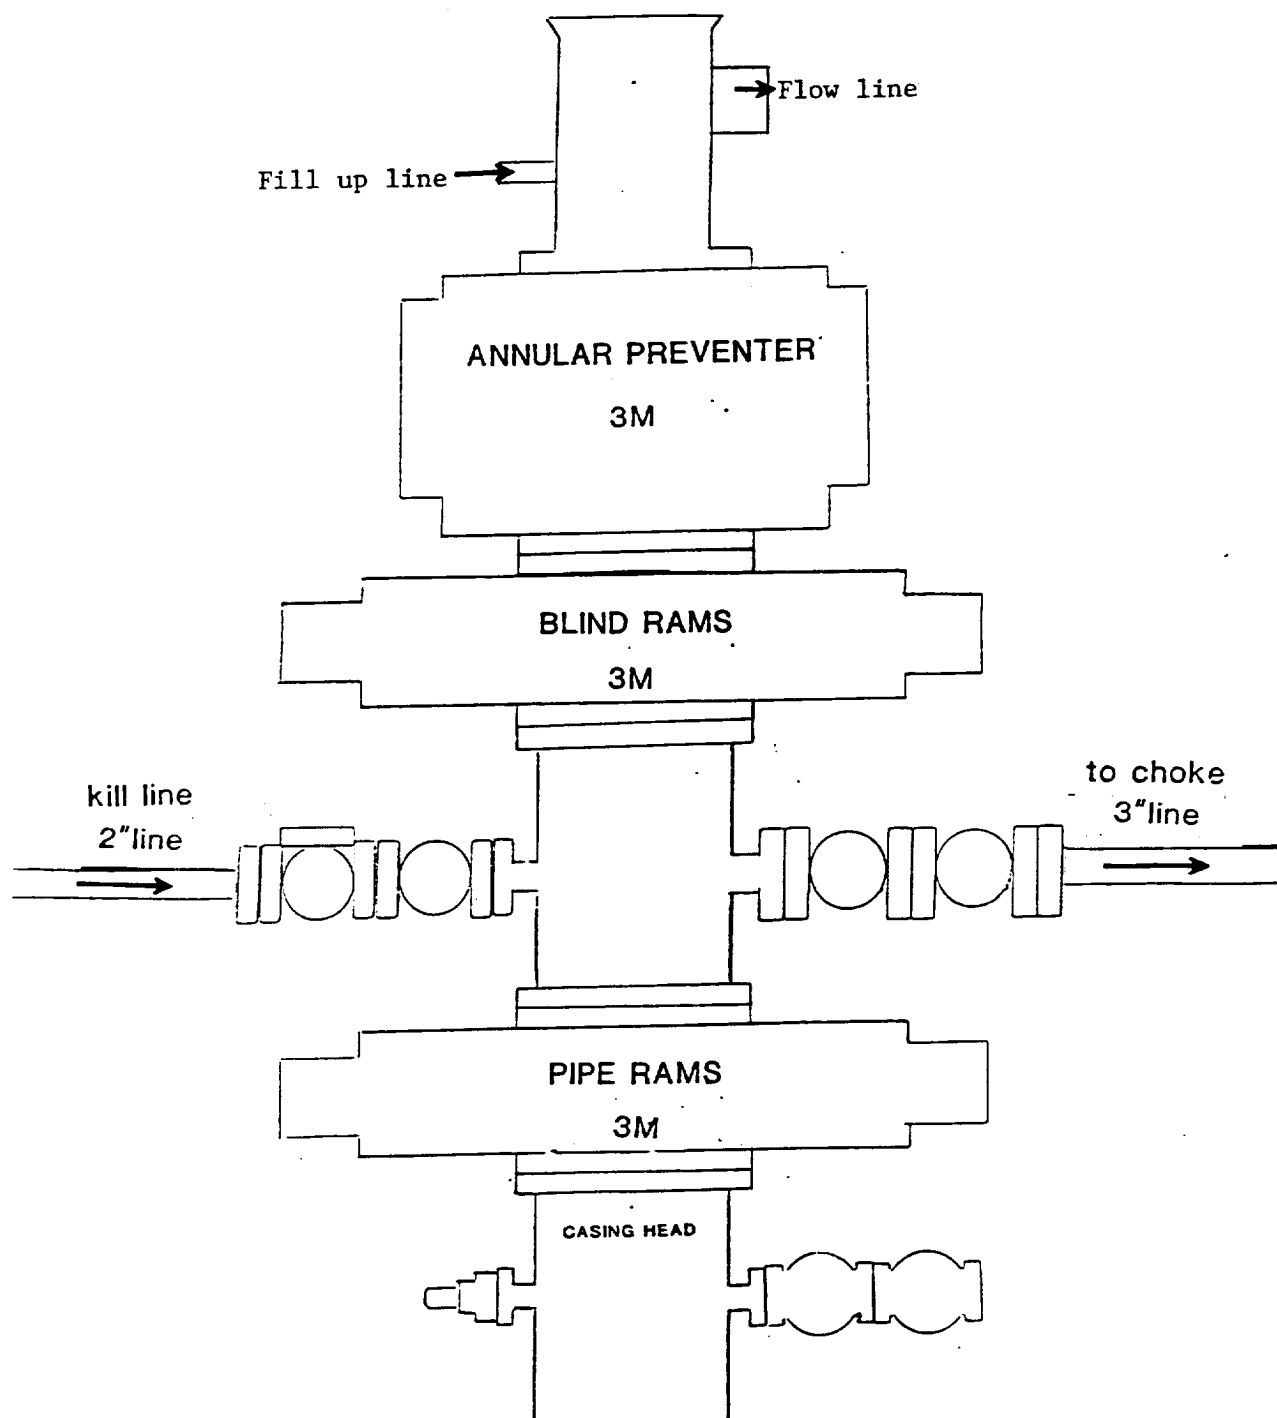 Flow line
Fill up line
ANNULAR PREVENTER
3M
BLIND RAMS
3M
kill line
2"line
to choke
3"line
PIPE RAMS
3M
CASING HEAD